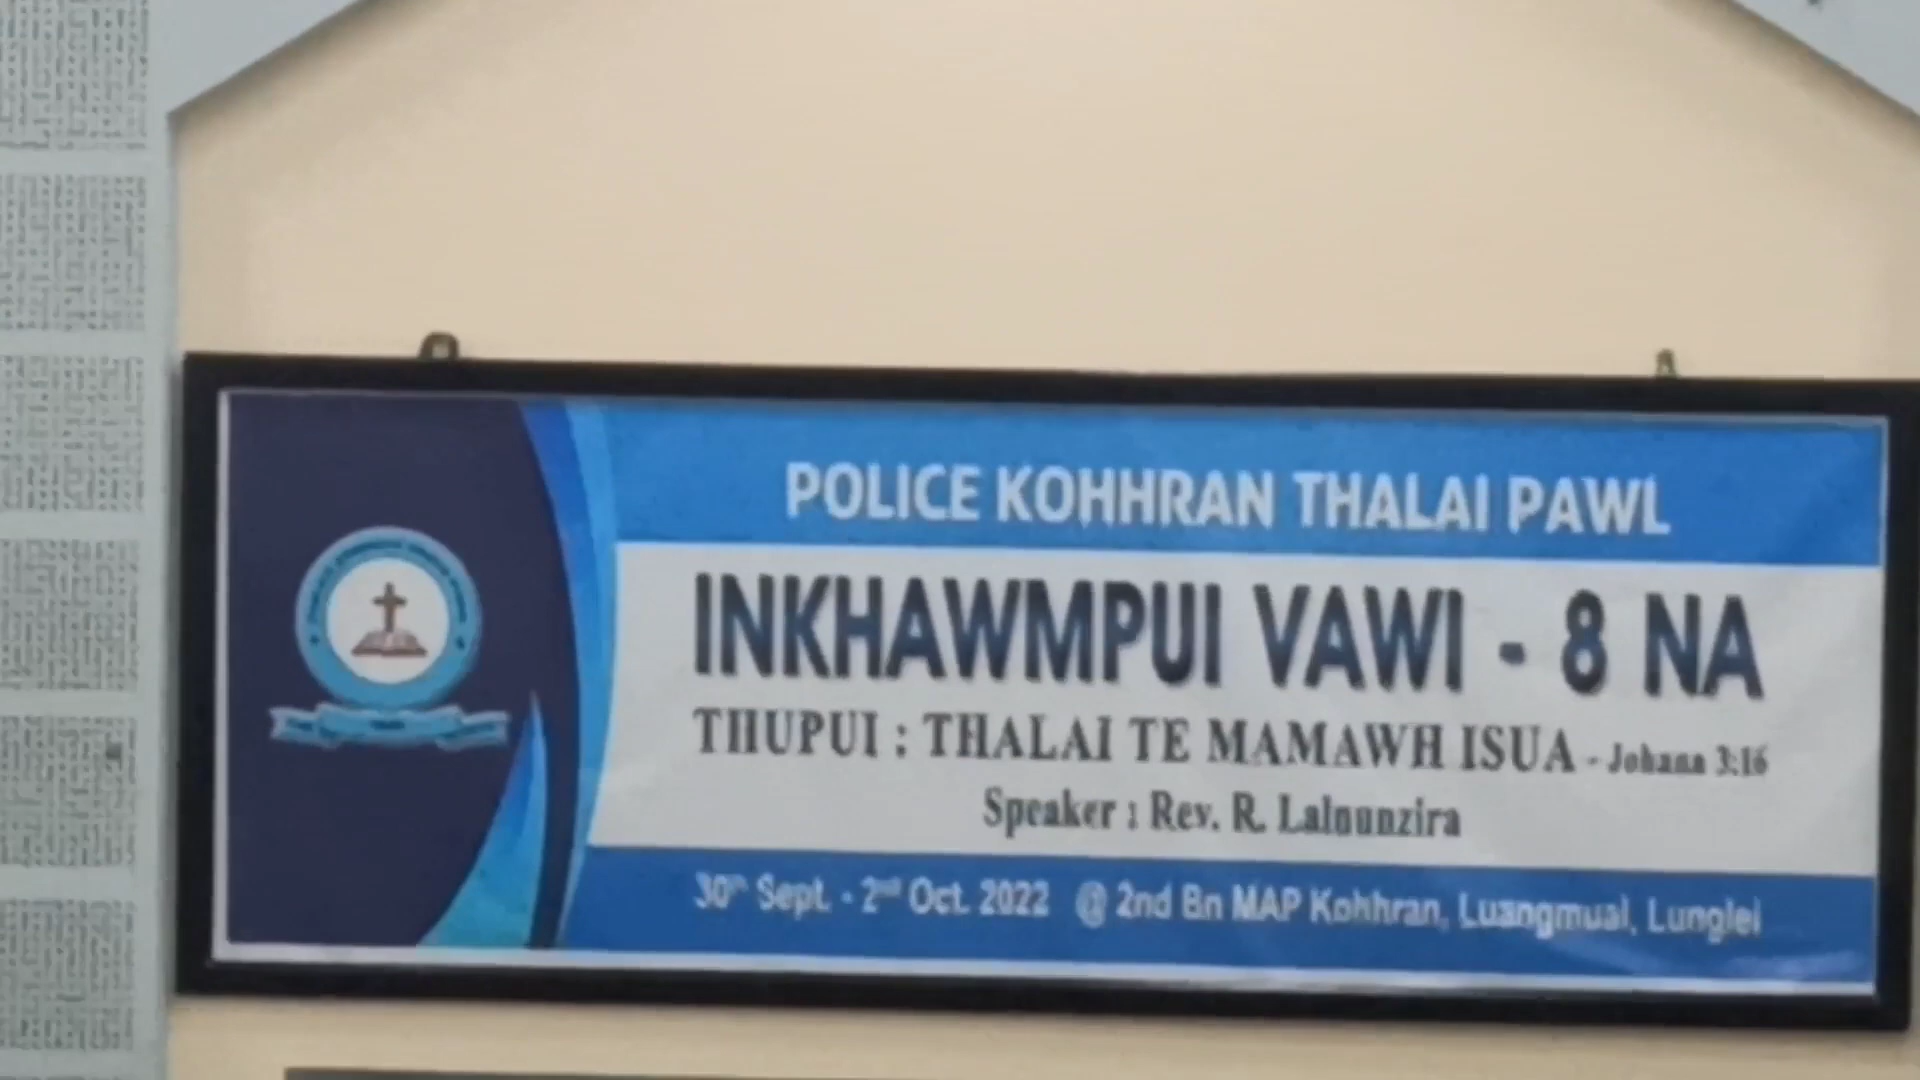 POLICE KOHHRAN THALAI PAWL
INKHAWMPUI VAWI - 8 NA
THUPUI : THALAI TE MAMAWH ISUA - Johana 3:16
Speaker : Rev. R.
30th Sept. - 2nd Oct. 2022 @ 2nd Bn MAP Kohhran, Luangmual, Lunglei